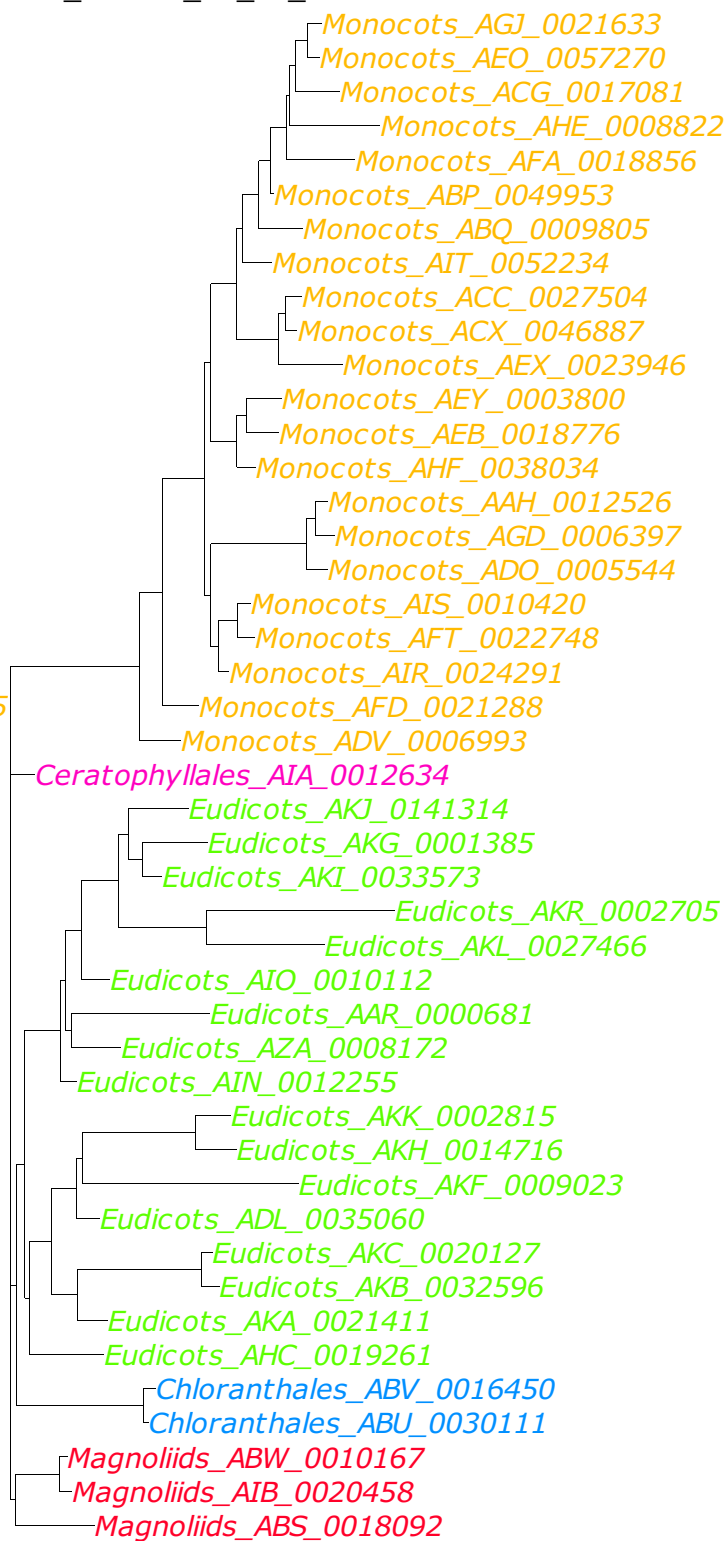 Monocots_AGJ_0021633
Monocots_AEO_0057270
Monocots_ACG_0017081
Monocots_AHE_0008822
Monocots_AFA_0018856
Monocots_ABP_0049953
Monocots_ABQ_0009805
Monocots_AIT_0052234
Monocots_ACC_0027504
Monocots_ACX_0046887
Monocots_AEX_0023946
Monocots_AEY_0003800
Monocots_AEB_0018776
Monocots_AHF_0038034
Monocots_AAH_0012526
Monocots_AGD_0006397
Monocots_ADO_0005544
Monocots_AIS_0010420
Monocots_AFT_0022748
Monocots_AIR_0024291
Monocots_AFD_0021288
Monocots_ADV_0006993
Ceratophyllales_AIA_0012634
Eudicots_AKJ_0141314
Eudicots_AKG_0001385
Eudicots_AKI_0033573
Eudicots_AKR_0002705
Eudicots_AKL_0027466
Eudicots_AIO_0010112
Eudicots_AAR_0000681
Eudicots_AZA_0008172
Eudicots_AIN_0012255
Eudicots_AKK_0002815
Eudicots_AKH_0014716
Eudicots_AKF_0009023
Eudicots_ADL_0035060
Eudicots_AKC_0020127
Eudicots_AKB_0032596
Eudicots_AKA_0021411
Eudicots_AHC_0019261
Chloranthales_ABV_0016450
Chloranthales_ABU_0030111
Magnoliids_ABW_0010167
Magnoliids_AIB_0020458
Magnoliids_ABS_0018092